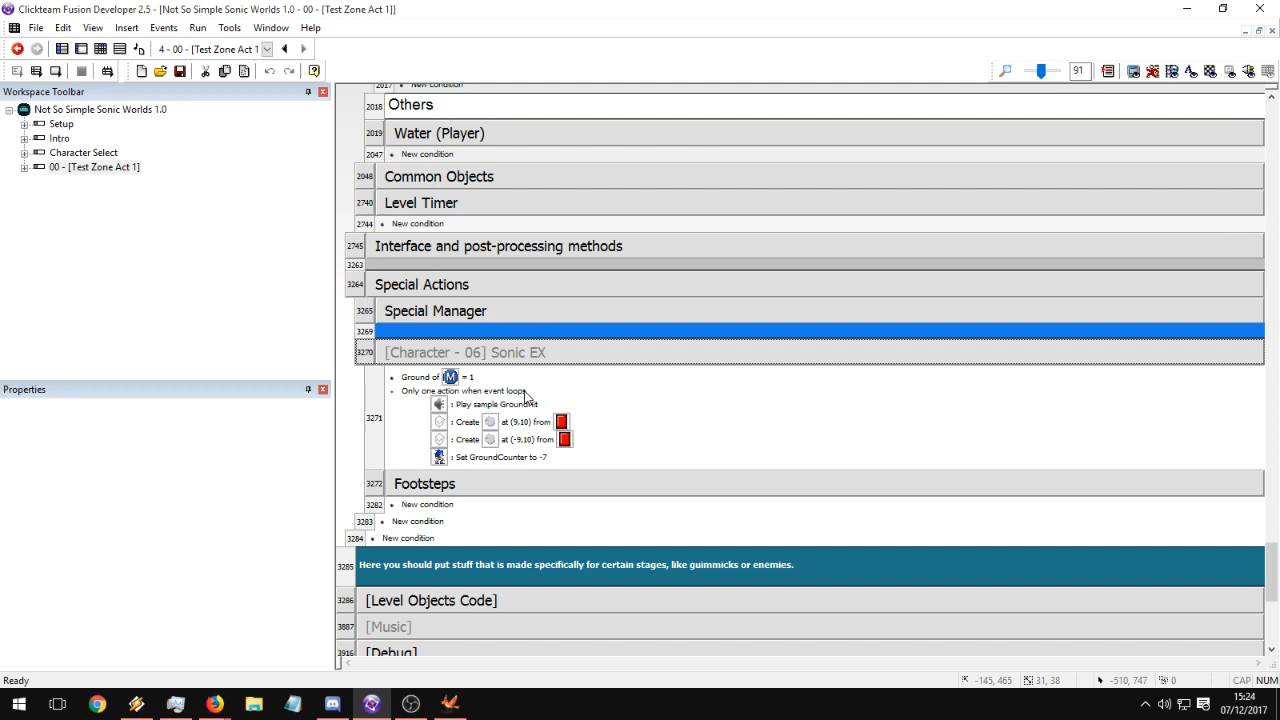 Clickteam Fusion Developer 2.5 - [Not So Simple Sonic Worlds 1.0 - 00 - [Test Zone Act 1]]
File Edit View Insert Events Run Tools Window Help
4 - 00 - [Test Zone Act 1]
91
Workspace Toolbar
Not So Simple Sonic Worlds 1.0
Setup
Intro
Character Select
00 - [Test Zone Act 1]
Properties
2017 New condition
2018 Others
2019 Water (Player)
2047 New condition
2048 Common Objects
2740 Level Timer
2744 New condition
2745 Interface and post-processing methods
3263
3264 Special Actions
3265 Special Manager
3269
3270 [Character - 06] Sonic EX
Ground of M = 1
Only one action when event loops
: Play sample GroundHit
: Create at (9,10) from
3271
: Create at (-9,10) from
: Set GroundCounter to -7
3272 Footsteps
3282 New condition
3283 New condition
3284 New condition
3285 Here you should put stuff that is made specifically for certain stages, like guimmicks or enemies.
3286 [Level Objects Code]
3887 [Music]
3916 [Debug]
Ready
-145, 465 31, 38 -510, 747 0 CAP NUM
15:24
07/12/2017